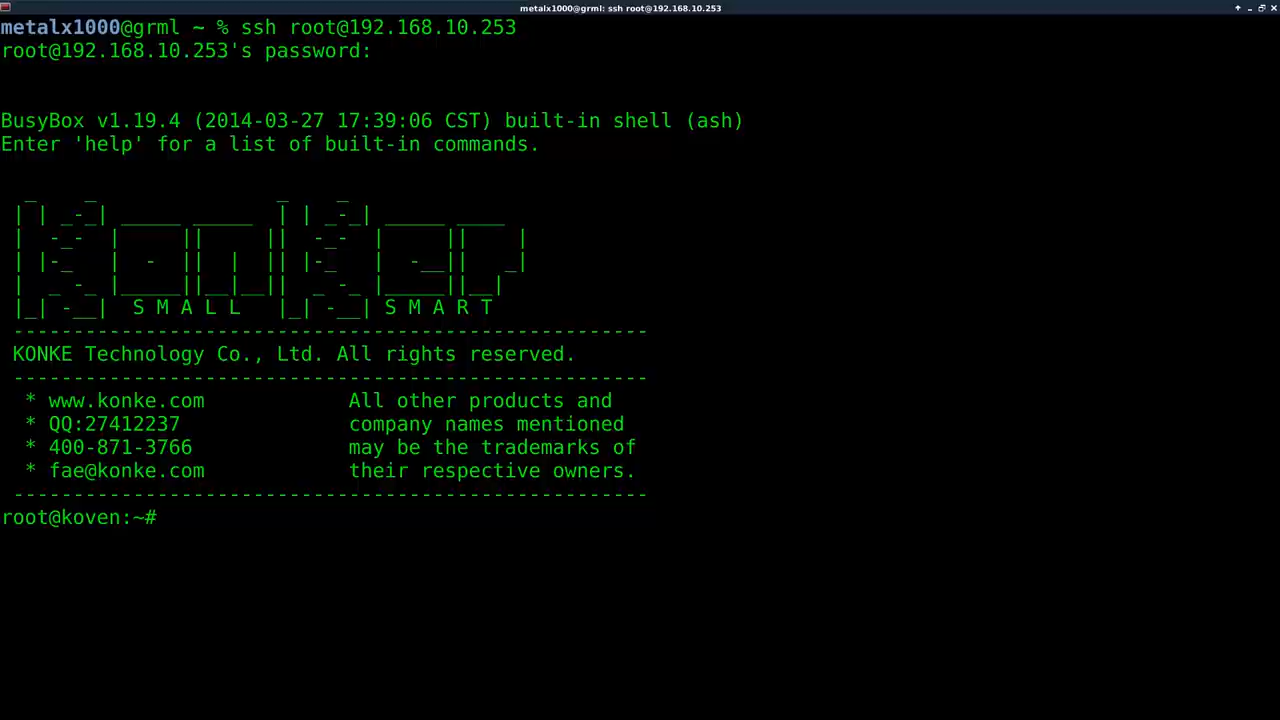 metalx1000@grml: ssh root@192.168.10.253
metalx1000@grml ~ % ssh root@192.168.10.253
root@192.168.10.253's password:
BusyBox v1.19.4 (2014-03-27 17:39:06 CST) built-in shell (ash)
Enter 'help' for a list of built-in commands.
KonKer
SMALL SMART
KONKE Technology Co., Ltd. All rights reserved.
* www.konke.com All other products and
* QQ:27412237 company names mentioned
* 400-871-3766 may be the trademarks of
* fae@konke.com their respective owners.
root@koven:~#